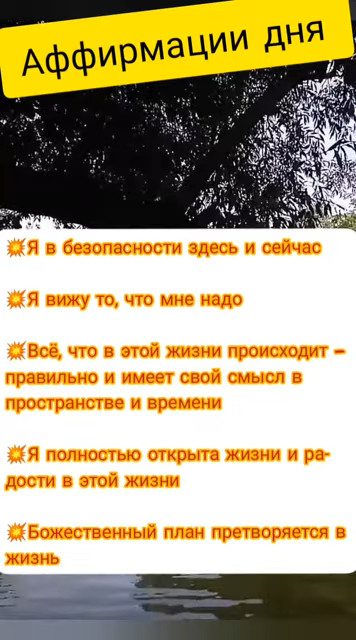 Аффирмации дня
💥Я в безопасности здесь и сейчас
💥Я вижу то, что мне надо
💥Всё, что в этой жизни происходит –
правильно и имеет свой смысл в
пространстве и времени
💥Я полностью открыта жизни и ра-
дости в этой жизни
💥Божественный план претворяется в
жизнь